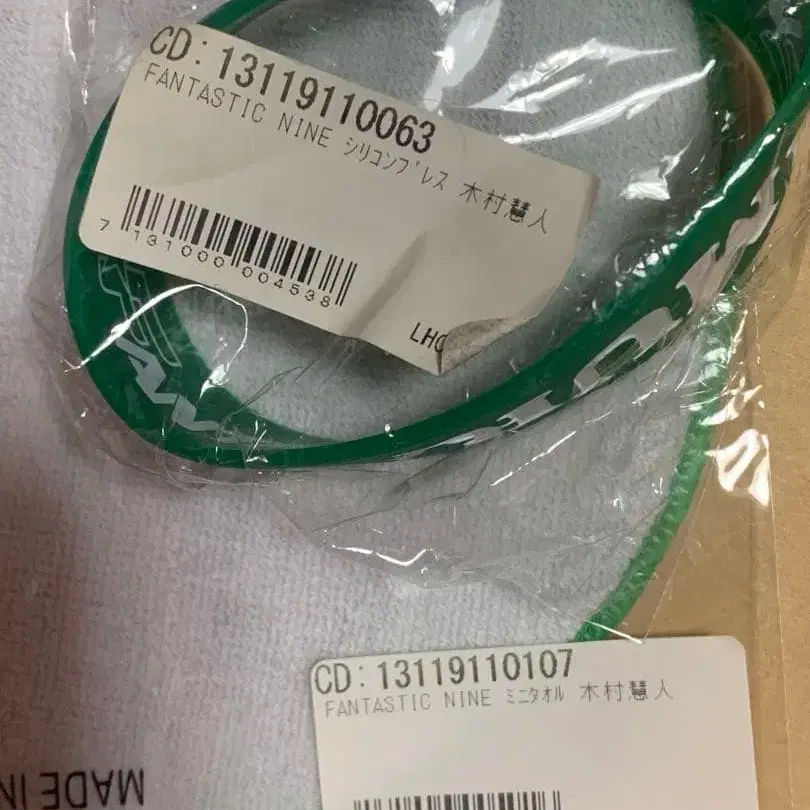 CD: 13119110063
FANTASTIC NINE シリコンブレス 木村慧人
7 131000 004538
CD: 13119110107
FANTASTIC NINE ミニタオル 木村慧人
MADE IN